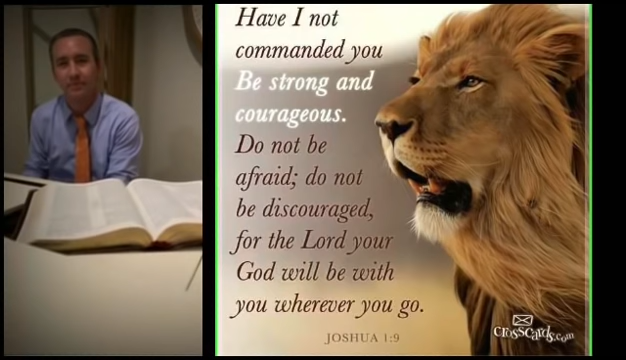 Have I not
commanded you
Be strong and
courageous.
Do not be
afraid; do not
be discouraged,
for the Lord your
God will be with
you wherever you go.
JOSHUA 1:9
crosscards.com